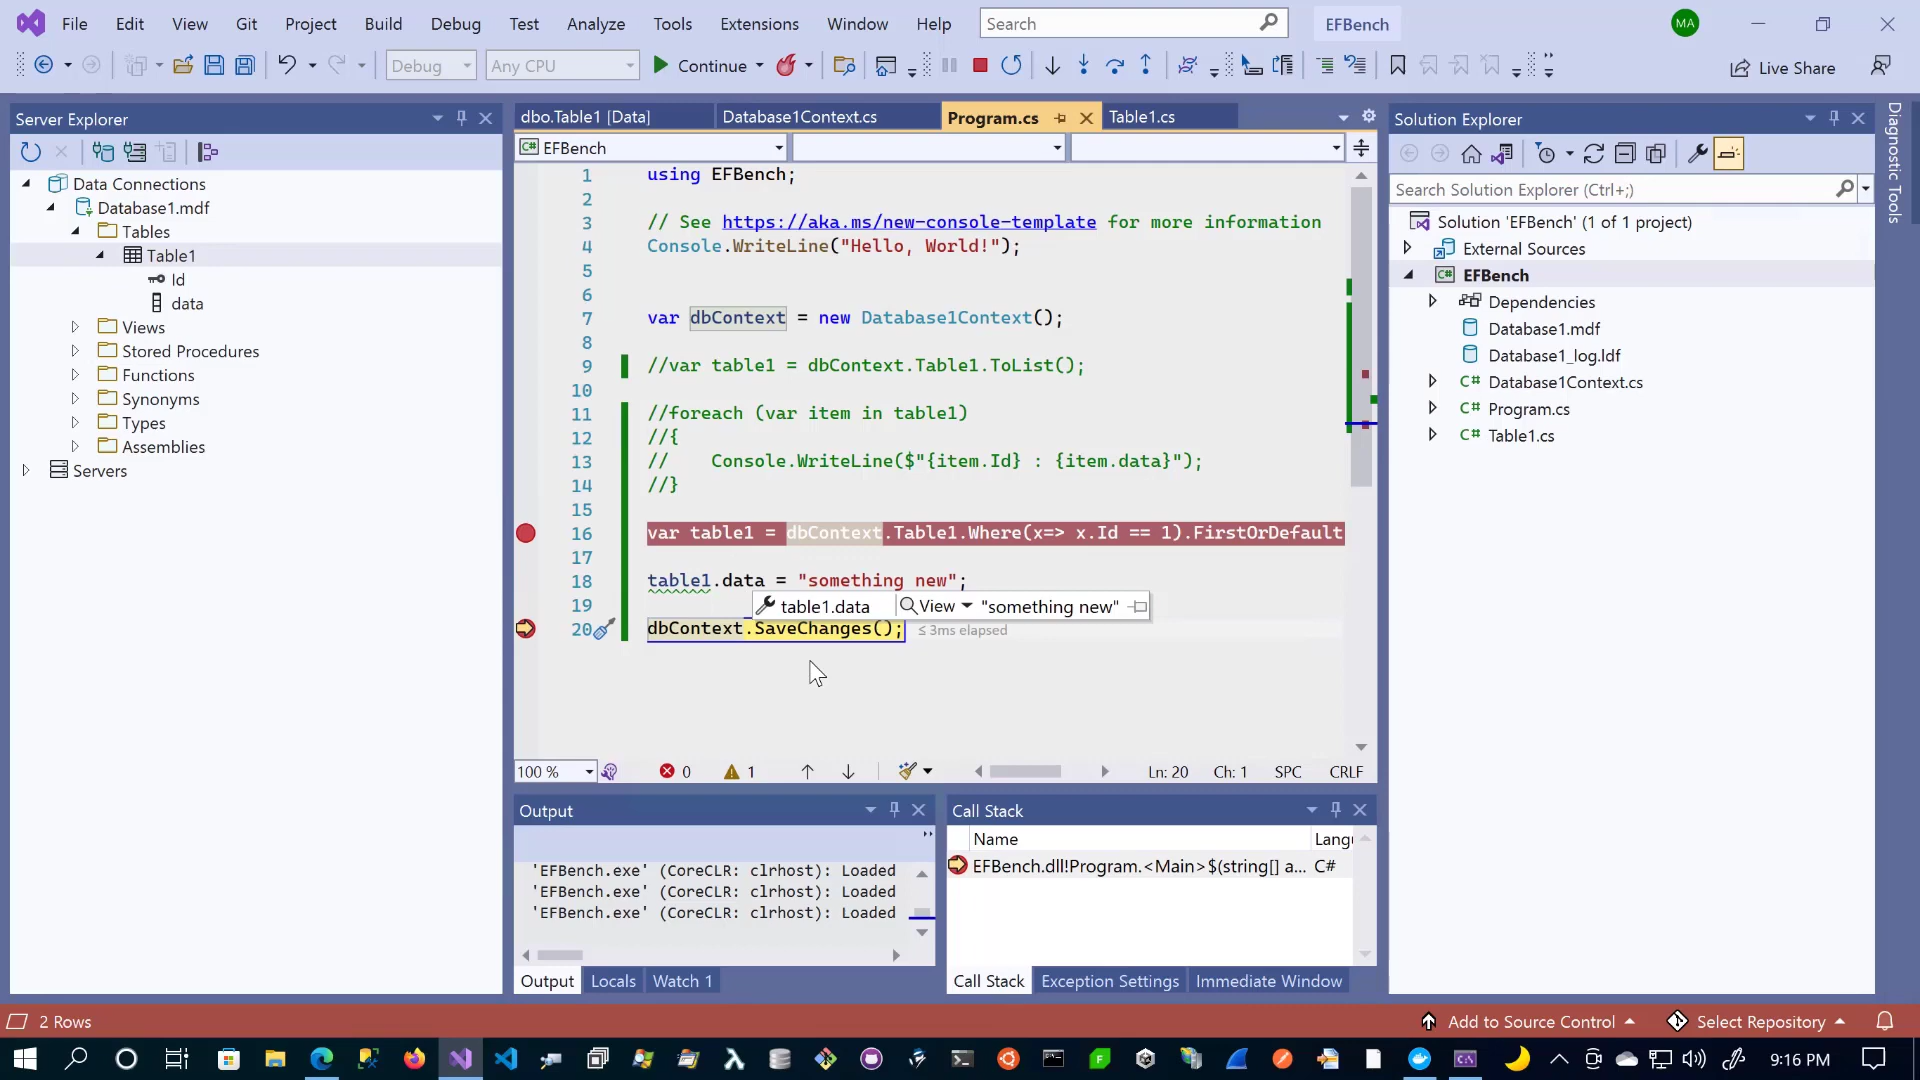 File Edit View Git Project Build Debug Test Analyze Tools Extensions Window Help Search EFBench MA
Debug Any CPU Continue Live Share
Server Explorer
Data Connections
Database1.mdf
Tables
Table1
Id
data
Views
Stored Procedures
Functions
Synonyms
Types
Assemblies
Servers
dbo.Table1 [Data] Database1Context.cs Program.cs Table1.cs
C# EFBench
1 using EFBench;
2
3 // See https://aka.ms/new-console-template for more information
4 Console.WriteLine("Hello, World!");
5
6
7 var dbContext = new Database1Context();
8
9 //var table1 = dbContext.Table1.ToList();
10
11 //foreach (var item in table1)
12 //{
13 //    Console.WriteLine($"{item.Id} : {item.data}");
14 //}
15
16 var table1 = dbContext.Table1.Where(x=> x.Id == 1).FirstOrDefault
17
18 table1.data = "something new";
19
table1.data View "something new"
20 dbContext.SaveChanges(); ≤ 3ms elapsed
100 % 0 1 Ln: 20 Ch: 1 SPC CRLF
Output
'EFBench.exe' (CoreCLR: clrhost): Loaded
'EFBench.exe' (CoreCLR: clrhost): Loaded
'EFBench.exe' (CoreCLR: clrhost): Loaded
Output Locals Watch 1
Call Stack
Name Langu
EFBench.dll!Program.<Main>$(string[] a... C#
Call Stack Exception Settings Immediate Window
Solution Explorer
Search Solution Explorer (Ctrl+;)
Solution 'EFBench' (1 of 1 project)
External Sources
C# EFBench
Dependencies
Database1.mdf
Database1_log.ldf
C# Database1Context.cs
C# Program.cs
C# Table1.cs
Diagnostic Tools
2 Rows Add to Source Control Select Repository
9:16 PM